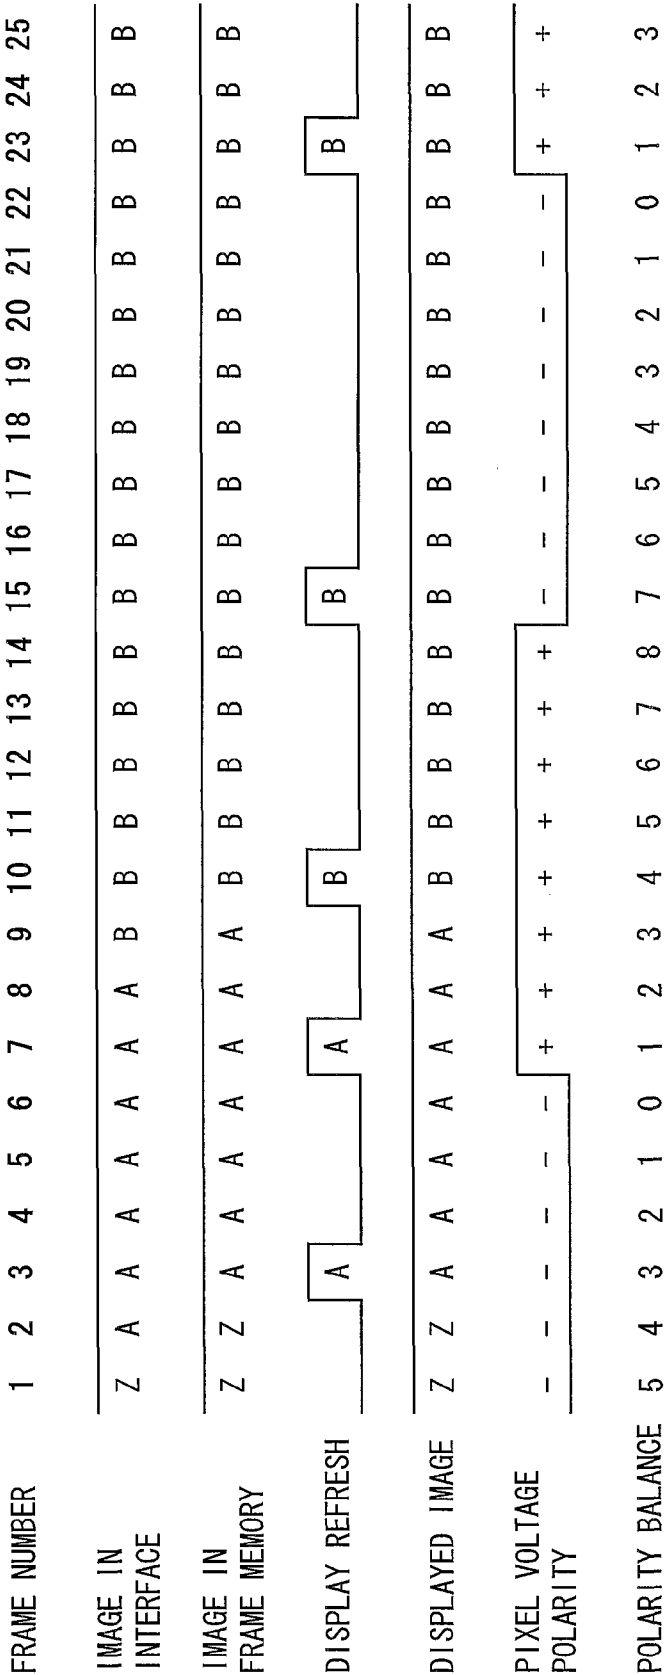 FRAME NUMBER 1 2 3 4 5 6 7 8 9 10 11 12 13 14 15 16 17 18 19 20 21 22 23 24 25
IMAGE IN
INTERFACE Z A A A A A A A B B B B B B B B B B B B B B B B B
IMAGE IN
FRAME MEMORY Z Z A A A A A A A B B B B B B B B B B B B B B B B
DISPLAY REFRESH A A B B B
DISPLAYED IMAGE Z Z A A A A A A A B B B B B B B B B B B B B B B B
PIXEL VOLTAGE
POLARITY - - - - - - + + + + + + + + - - - - - - - - + + +
POLARITY BALANCE 5 4 3 2 1 0 1 2 3 4 5 6 7 8 7 6 5 4 3 2 1 0 1 2 3